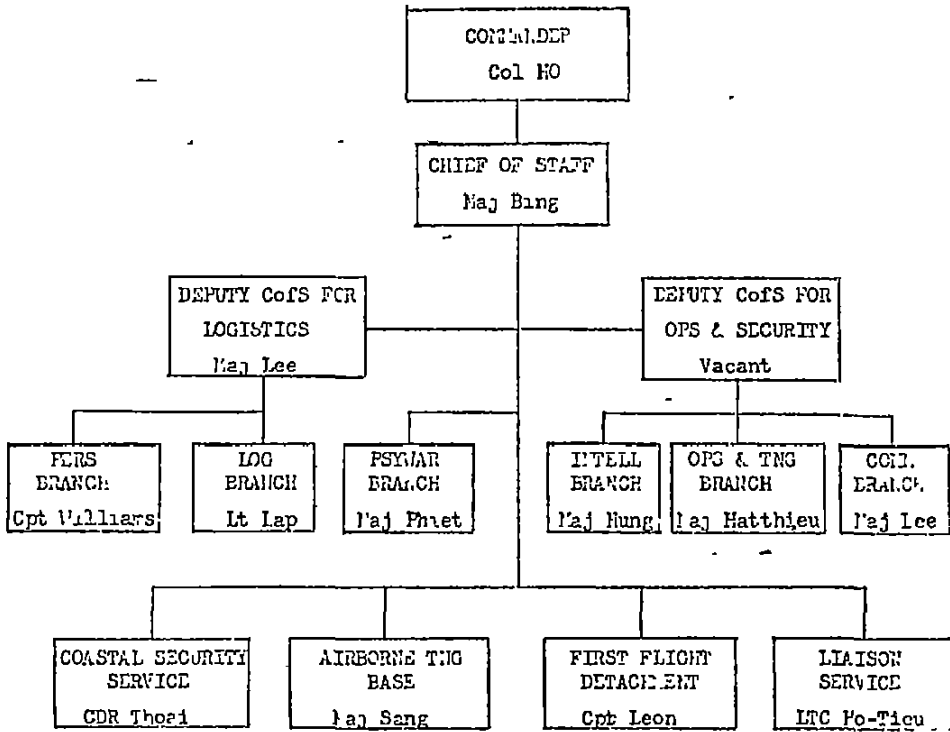 COMMANDER
Col HO
CHIEF OF STAFF
Maj Bing
DEPUTY CofS FOR
LOGISTICS
Maj Lee
DEPUTY CofS FOR
OPS & SECURITY
Vacant
PERS
BRANCH
Cpt Williams
LOG
BRANCH
Lt Lap
PSYWAR
BRANCH
Maj Phiet
INTELL
BRANCH
Maj Hung
OPS & TNG
BRANCH
Maj Matthieu
BRANCH
Maj Lee
COASTAL SECURITY
SERVICE
CDR Thoai
AIRBORNE TNG
BASE
Maj Sang
FIRST FLIGHT
DETACHMENT
Cpt Leon
LIAISON
SERVICE
LTC Ho-Tieu